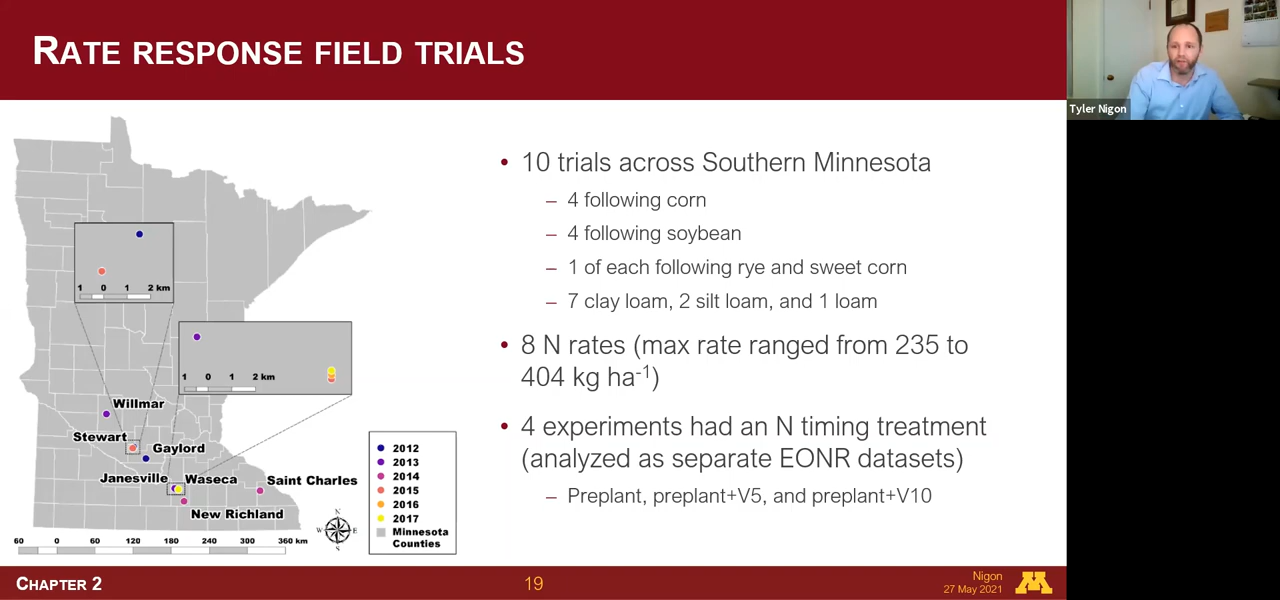 RATE RESPONSE FIELD TRIALS
Tyler Nigon
• 10 trials across Southern Minnesota
– 4 following corn
– 4 following soybean
– 1 of each following rye and sweet corn
– 7 clay loam, 2 silt loam, and 1 loam
• 8 N rates (max rate ranged from 235 to
404 kg ha-1)
• 4 experiments had an N timing treatment
(analyzed as separate EONR datasets)
– Preplant, preplant+V5, and preplant+V10
1 0 1 2 km
1 0 1 2 km
Willmar
Stewart
Gaylord
Janesville
Waseca
Saint Charles
New Richland
2012
2013
2014
2015
2016
2017
Minnesota
Counties
N
W E
S
60 0 60 120 180 240 300 360 km
CHAPTER 2
19
Nigon
27 May 2021
M